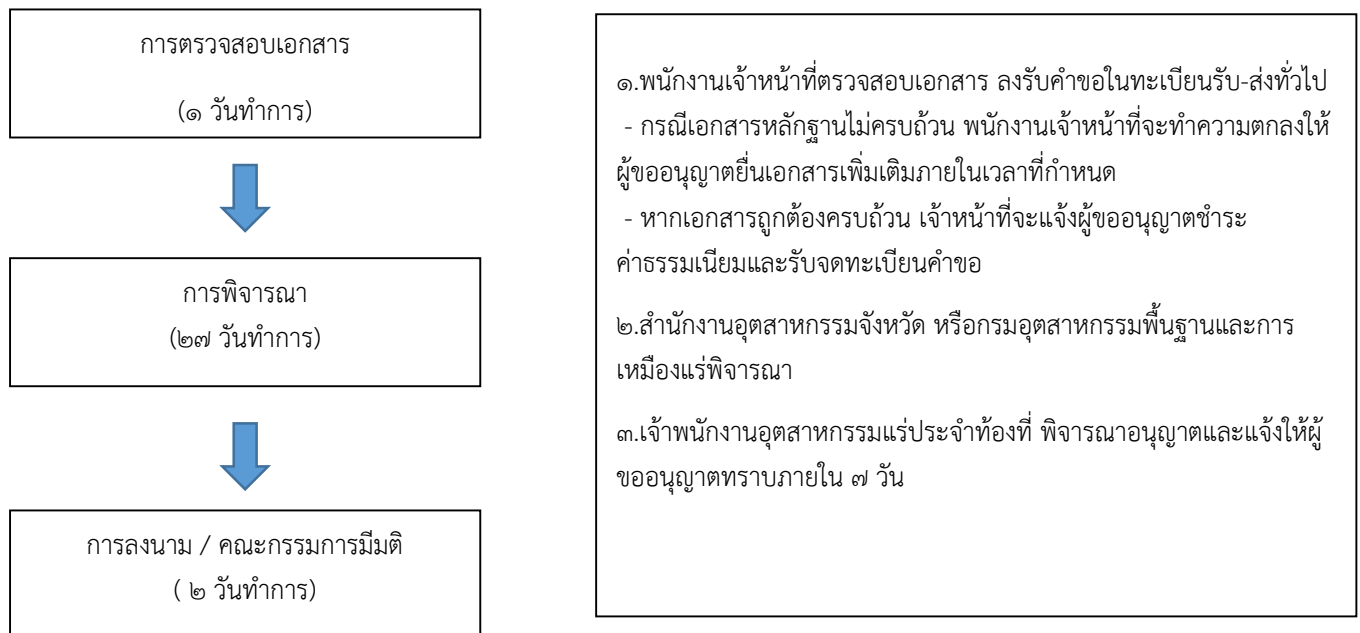 การตรวจสอบเอกสาร
(๑ วันทำการ)
การพิจารณา
(๒๗ วันทำการ)
การลงนาม / คณะกรรมการมีมติ
( ๒ วันทำการ)
๑.พนักงานเจ้าหน้าที่ตรวจสอบเอกสาร ลงรับคำขอในทะเบียนรับ-ส่งทั่วไป
- กรณีเอกสารหลักฐานไม่ครบถ้วน พนักงานเจ้าหน้าที่จะทำความตกลงให้
ผู้ขออนุญาตยื่นเอกสารเพิ่มเติมภายในเวลาที่กำหนด
- หากเอกสารถูกต้องครบถ้วน เจ้าหน้าที่จะแจ้งผู้ขออนุญาตชำระ
ค่าธรรมเนียมและรับจดทะเบียนคำขอ
๒.สำนักงานอุตสาหกรรมจังหวัด หรือกรมอุตสาหกรรมพื้นฐานและการ
เหมืองแร่พิจารณา
๓.เจ้าพนักงานอุตสาหกรรมแร่ประจำท้องที่ พิจารณาอนุญาตและแจ้งให้ผู้
ขออนุญาตทราบภายใน ๗ วัน